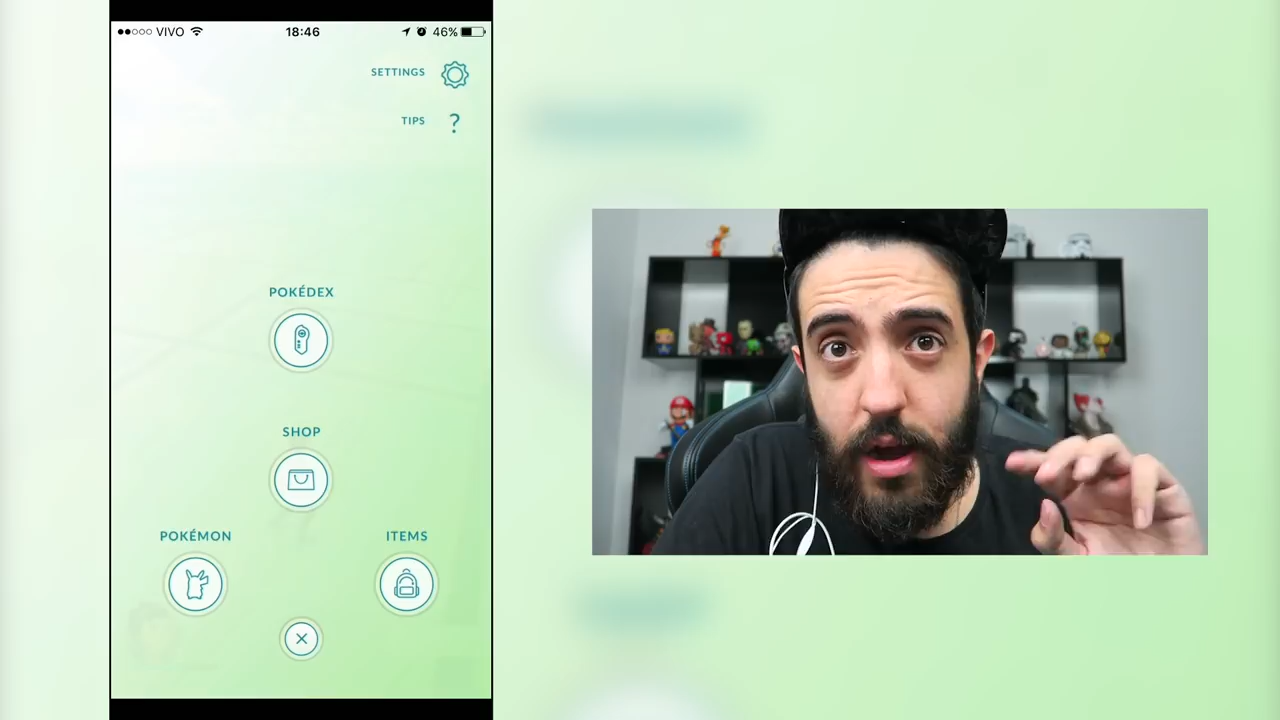 VIVO 18:46 46%
SETTINGS
TIPS ?
POKÉDEX
SHOP
POKÉMON ITEMS